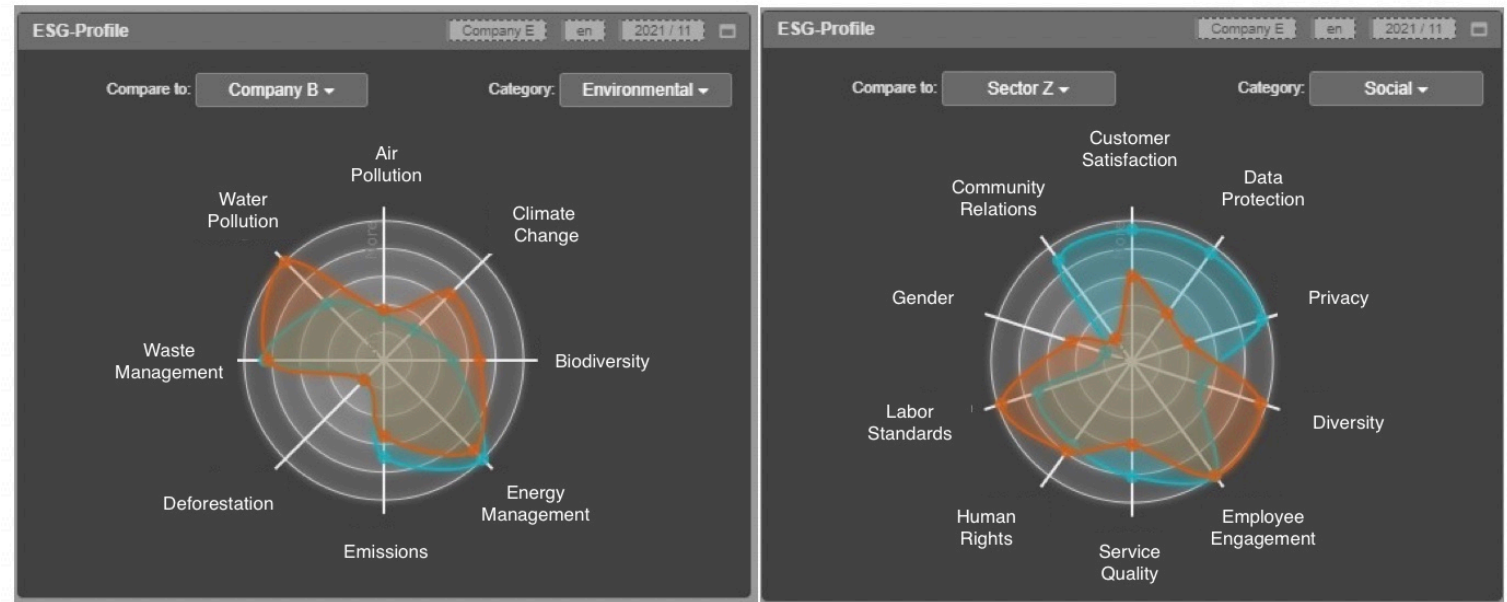 ESG-Profile
Company E
en
2021 / 11
Compare to:
Company B
Category:
Environmental
Air
Pollution
Water
Pollution
Climate
Change
More
Waste
Management
Biodiversity
Deforestation
Energy
Management
Emissions
ESG-Profile
Company E
en
2021 / 11
Compare to:
Sector Z
Category:
Social
Customer
Satisfaction
Community
Relations
Data
Protection
More
Gender
Privacy
Labor
Standards
Diversity
Human
Rights
Employee
Engagement
Service
Quality